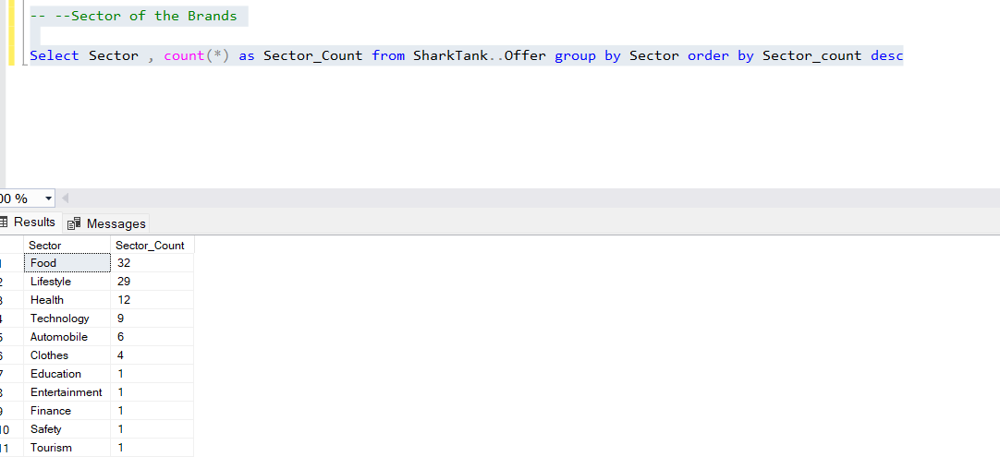 -- --Sector of the Brands
Select Sector , count(*) as Sector_Count from SharkTank..Offer group by Sector order by Sector_count desc
00 %
Results Messages
Sector Sector_Count
1 Food 32
2 Lifestyle 29
3 Health 12
4 Technology 9
5 Automobile 6
6 Clothes 4
7 Education 1
8 Entertainment 1
9 Finance 1
10 Safety 1
11 Tourism 1